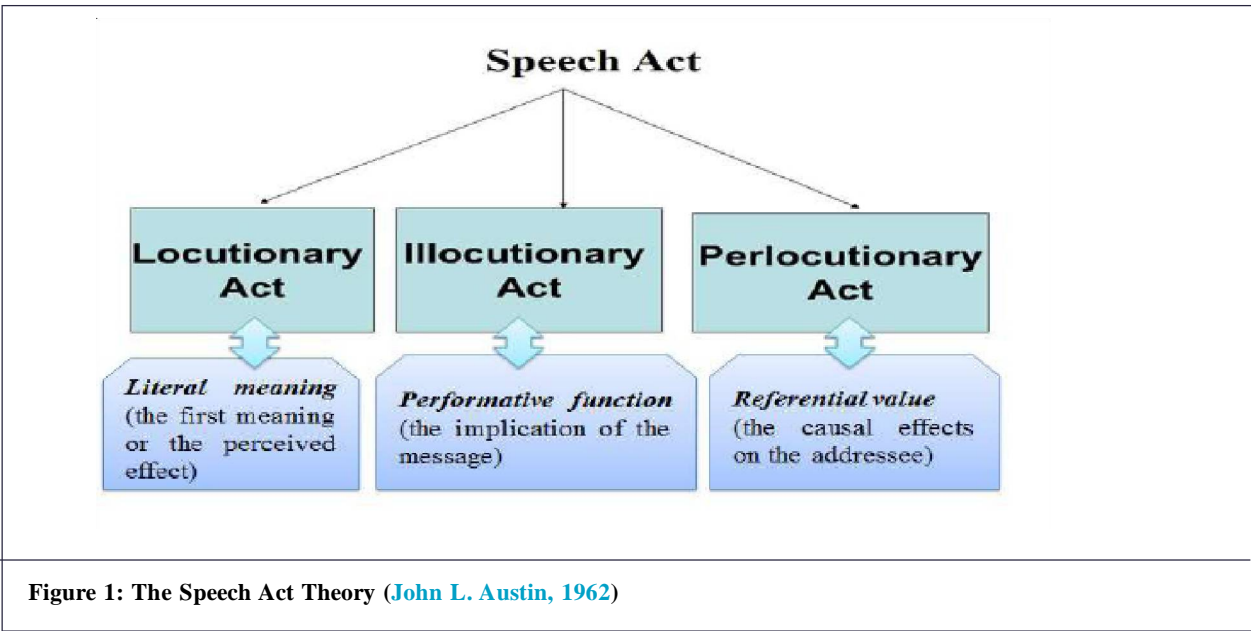 Speech Act
Locutionary
Act
Illocutionary
Act
Perlocutionary
Act
Literal meaning
(the first meaning
or the perceived
effect)
Performative function
(the implication of the
message)
Referential value
(the causal effects
on the addressee)
Figure 1: The Speech Act Theory (John L. Austin, 1962)